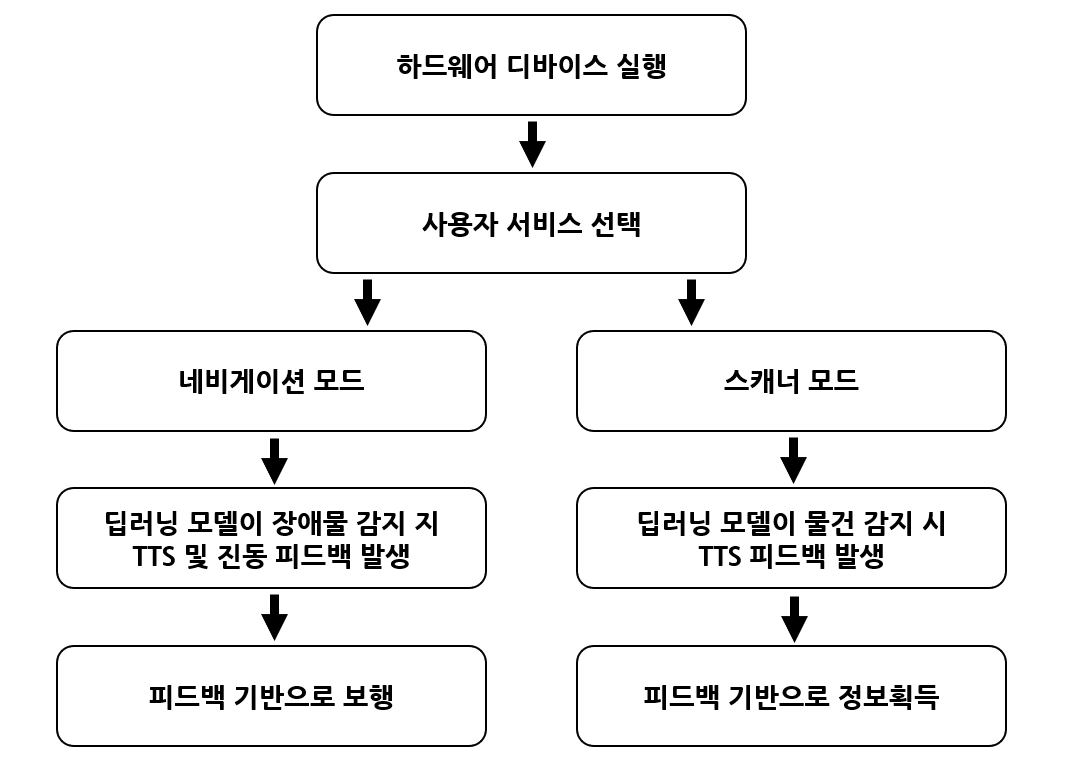 하드웨어 디바이스 실행
사용자 서비스 선택
네비게이션 모드
스캐너 모드
딥러닝 모델이 장애물 감지 지
TTS 및 진동 피드백 발생
딥러닝 모델이 물건 감지 시
TTS 피드백 발생
피드백 기반으로 보행
피드백 기반으로 정보획득